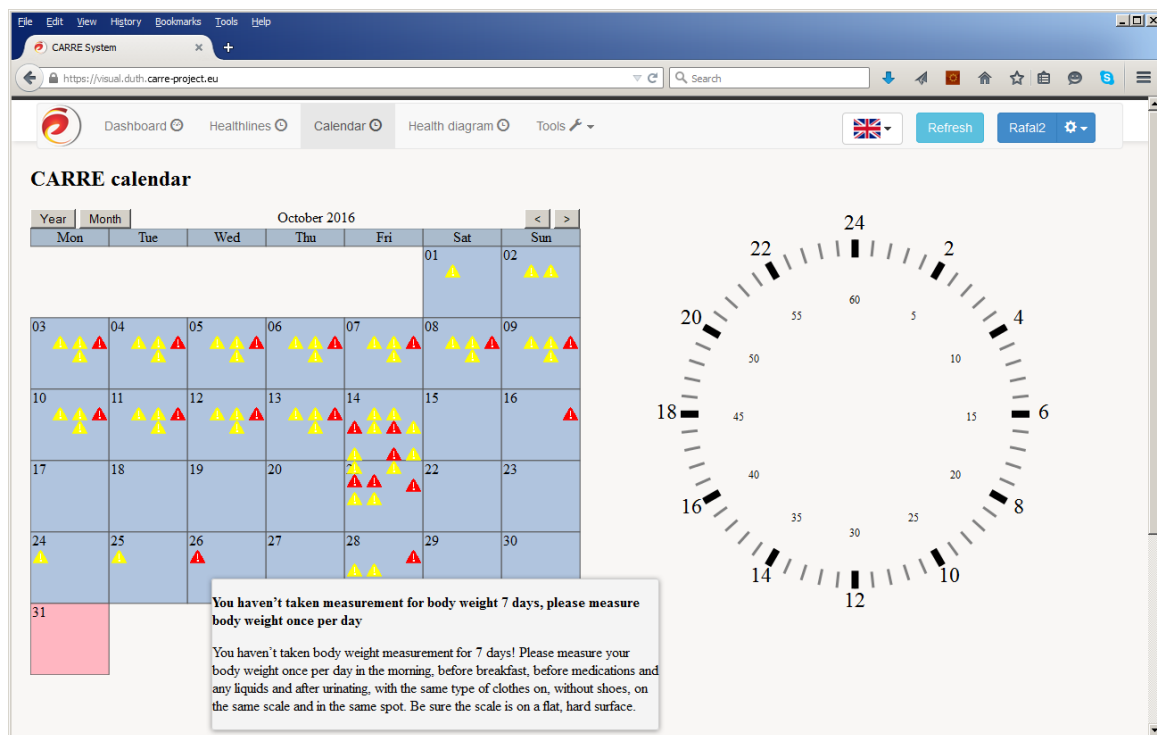 File Edit View History Bookmarks Tools Help
CARRE System × +
https://visual.duth.carre-project.eu Search
Dashboard Healthlines Calendar Health diagram Tools Refresh Rafal2
CARRE calendar
Year Month October 2016 < >
Mon Tue Wed Thu Fri Sat Sun
01 02
03 04 05 06 07 08 09
10 11 12 13 14 15 16
17 18 19 20 22 23
24 25 26 27 28 29 30
31
You haven't taken measurement for body weight 7 days, please measure
body weight once per day
You haven't taken body weight measurement for 7 days! Please measure your
body weight once per day in the morning, before breakfast, before medications and
any liquids and after urinating, with the same type of clothes on, without shoes, on
the same scale and in the same spot. Be sure the scale is on a flat, hard surface.
24
22 2
60
55 5
20 4
50 10
18 45 15 6
40 20
16 8
35 25
30
14 10
12